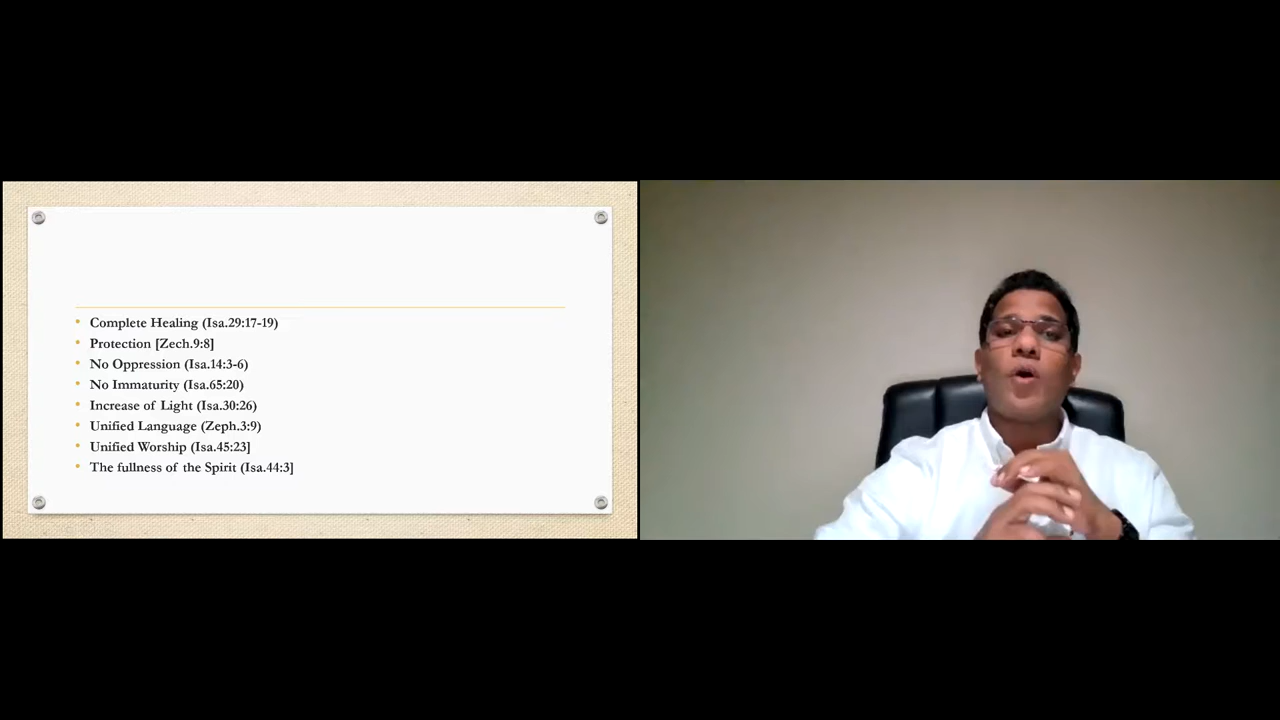 • Complete Healing (Isa.29:17-19)
• Protection [Zech.9:8]
• No Oppression (Isa.14:3-6)
• No Immaturity (Isa.65:20)
• Increase of Light (Isa.30:26)
• Unified Language (Zeph.3:9)
• Unified Worship (Isa.45:23]
• The fullness of the Spirit (Isa.44:3]